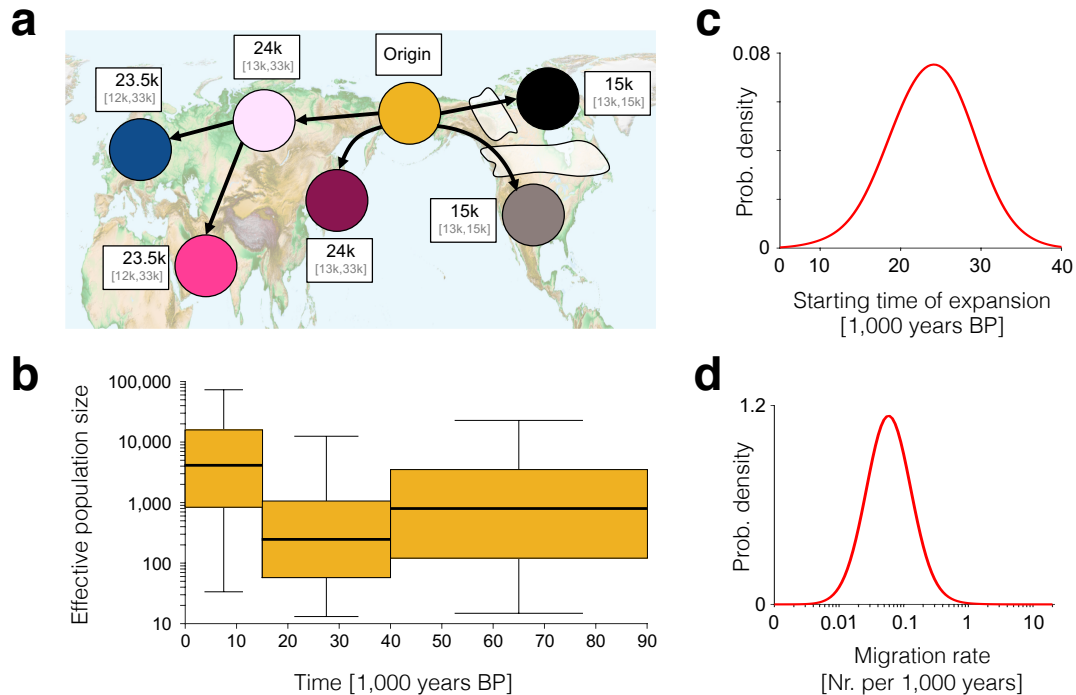 a
24k
[13k,33k]
Origin
23.5k
[12k,33k]
15k
[13k,15k]
15k
[13k,15k]
23.5k
[12k,33k]
24k
[13k,33k]
b
Effective population size
100,000
10,000
1,000
100
10
0 10 20 30 40 50 60 70 80 90
Time [1,000 years BP]
c
Prob. density
0.08
0
0 10 20 30 40
Starting time of expansion
[1,000 years BP]
d
Prob. density
1.2
0
0 0.01 0.1 1 10
Migration rate
[Nr. per 1,000 years]